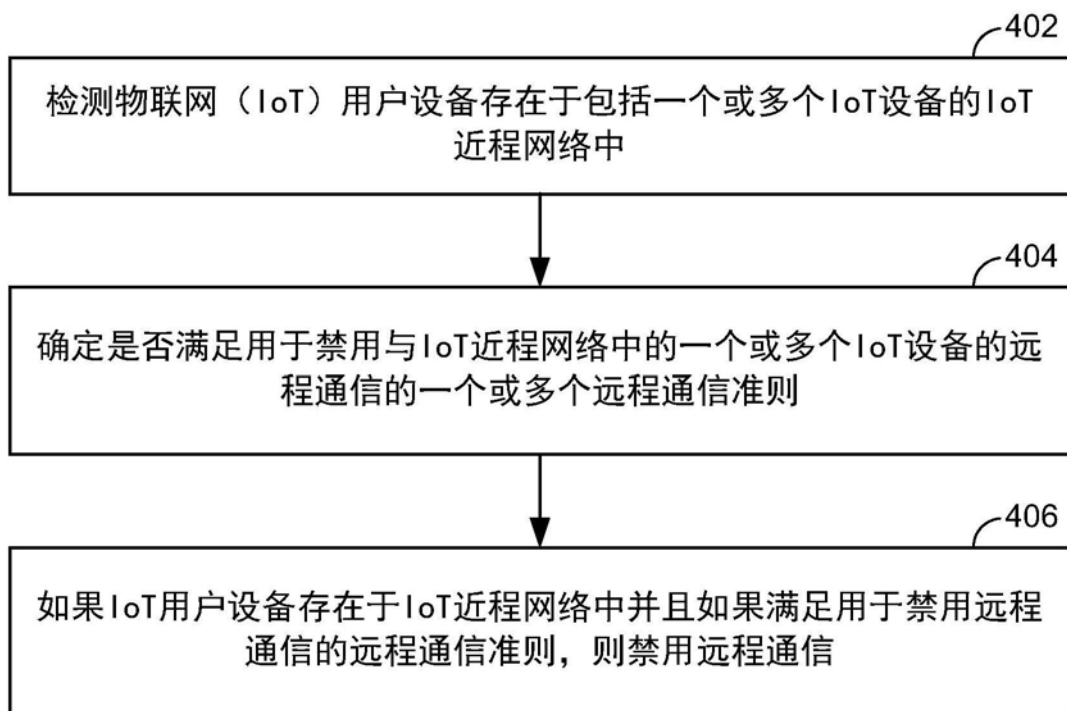 402
检测物联网（IoT）用户设备存在于包括一个或多个IoT设备的IoT
近程网络中
404
确定是否满足用于禁用与IoT近程网络中的一个或多个IoT设备的远
程通信的一个或多个远程通信准则
406
如果IoT用户设备存在于IoT近程网络中并且如果满足用于禁用远程
通信的远程通信准则，则禁用远程通信